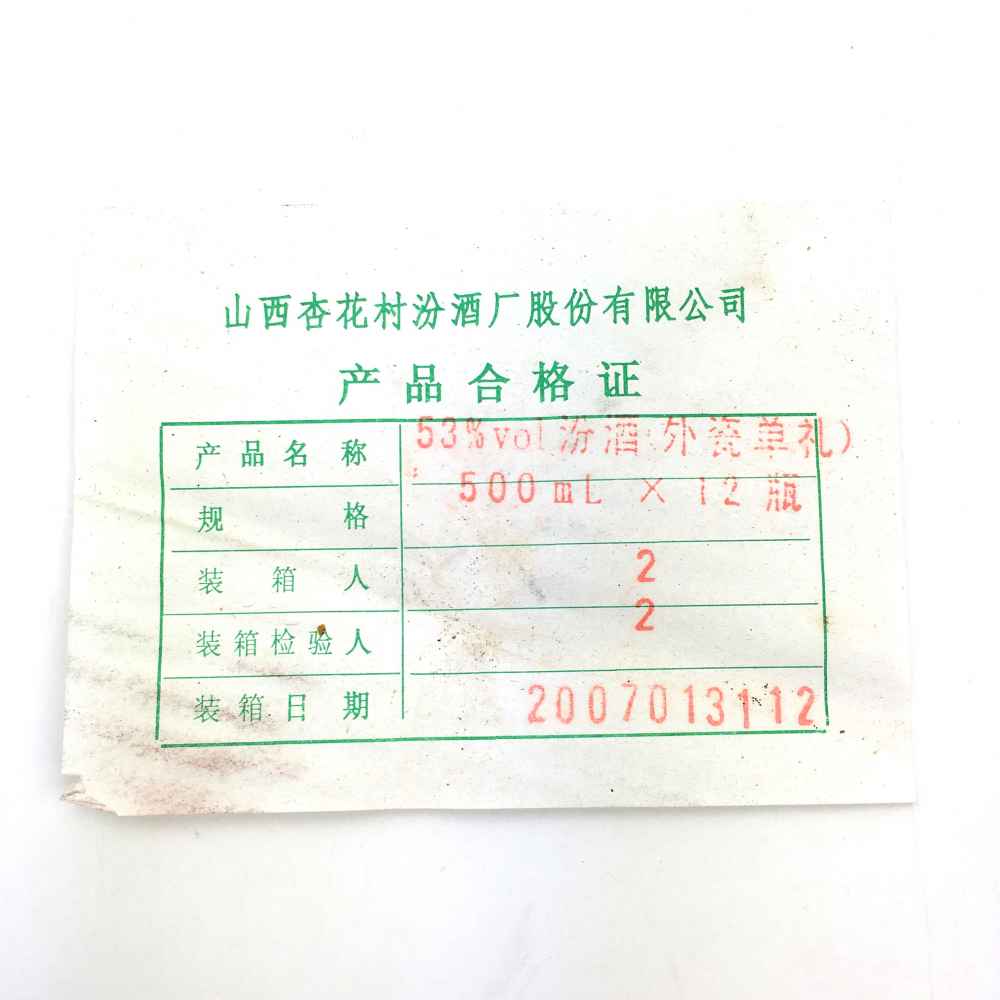 山西杏花村汾酒厂股份有限公司
产品合格证
产品名称 53%vol汾酒(外瓷单礼)
规格 500mL × 12瓶
装箱人 2
装箱检验人 2
装箱日期 2007013112